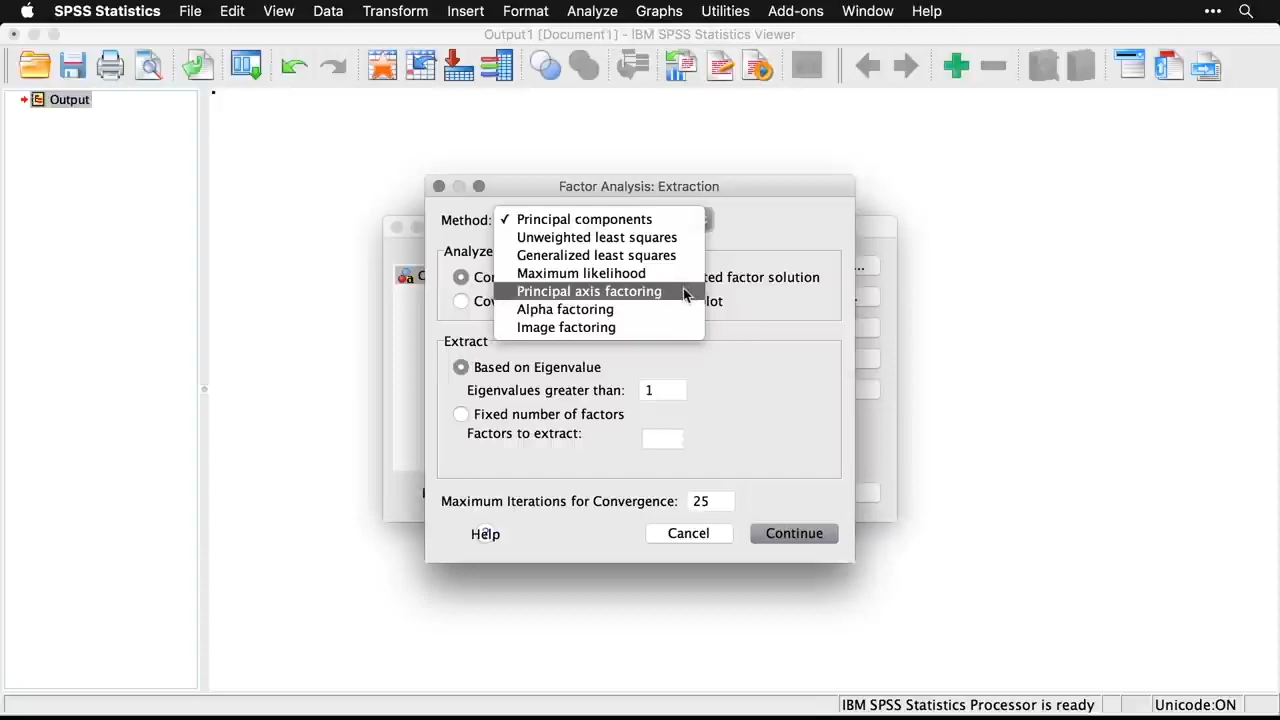 SPSS Statistics File Edit View Data Transform Insert Format Analyze Graphs Utilities Add-ons Window Help
Output1 [Document1] - IBM SPSS Statistics Viewer
Output
Factor Analysis: Extraction
Method: ✓ Principal components
Unweighted least squares
Generalized least squares
Maximum likelihood
Principal axis factoring
Alpha factoring
Image factoring
Analyze
Cor
ted factor solution
Cov
lot
Extract
Based on Eigenvalue
Eigenvalues greater than: 1
Fixed number of factors
Factors to extract:
Maximum Iterations for Convergence: 25
Help Cancel Continue
IBM SPSS Statistics Processor is ready Unicode:ON